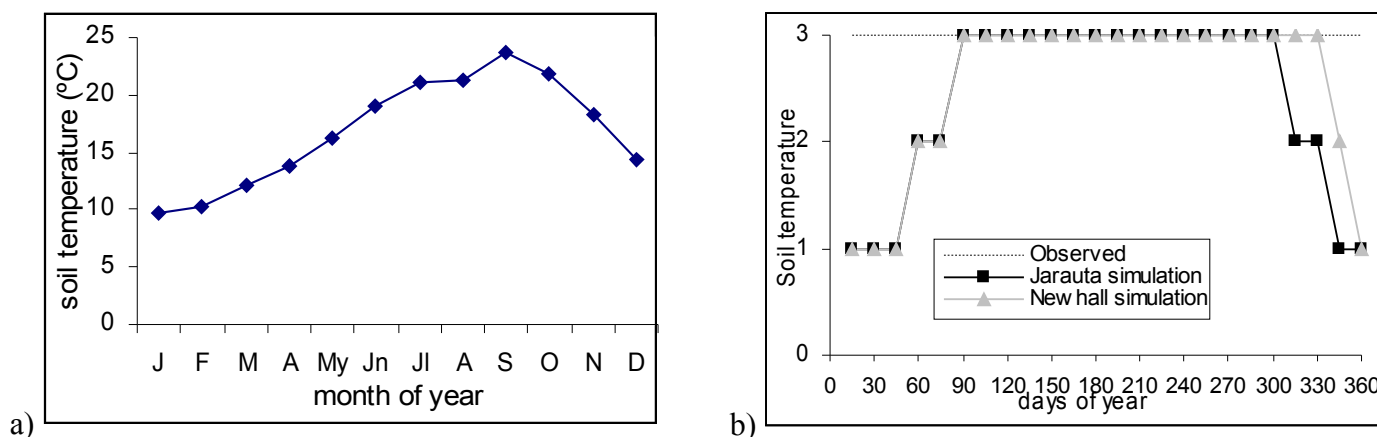 a)
soil temperature (ºC)
25
20
15
10
5
0
J F M A My Jn Jl A S O N D
month of year
b)
Soil temperature
3
2
1
0
Observed
Jarauta simulation
New hall simulation
0 30 60 90 120 150 180 210 240 270 300 330 360
days of year